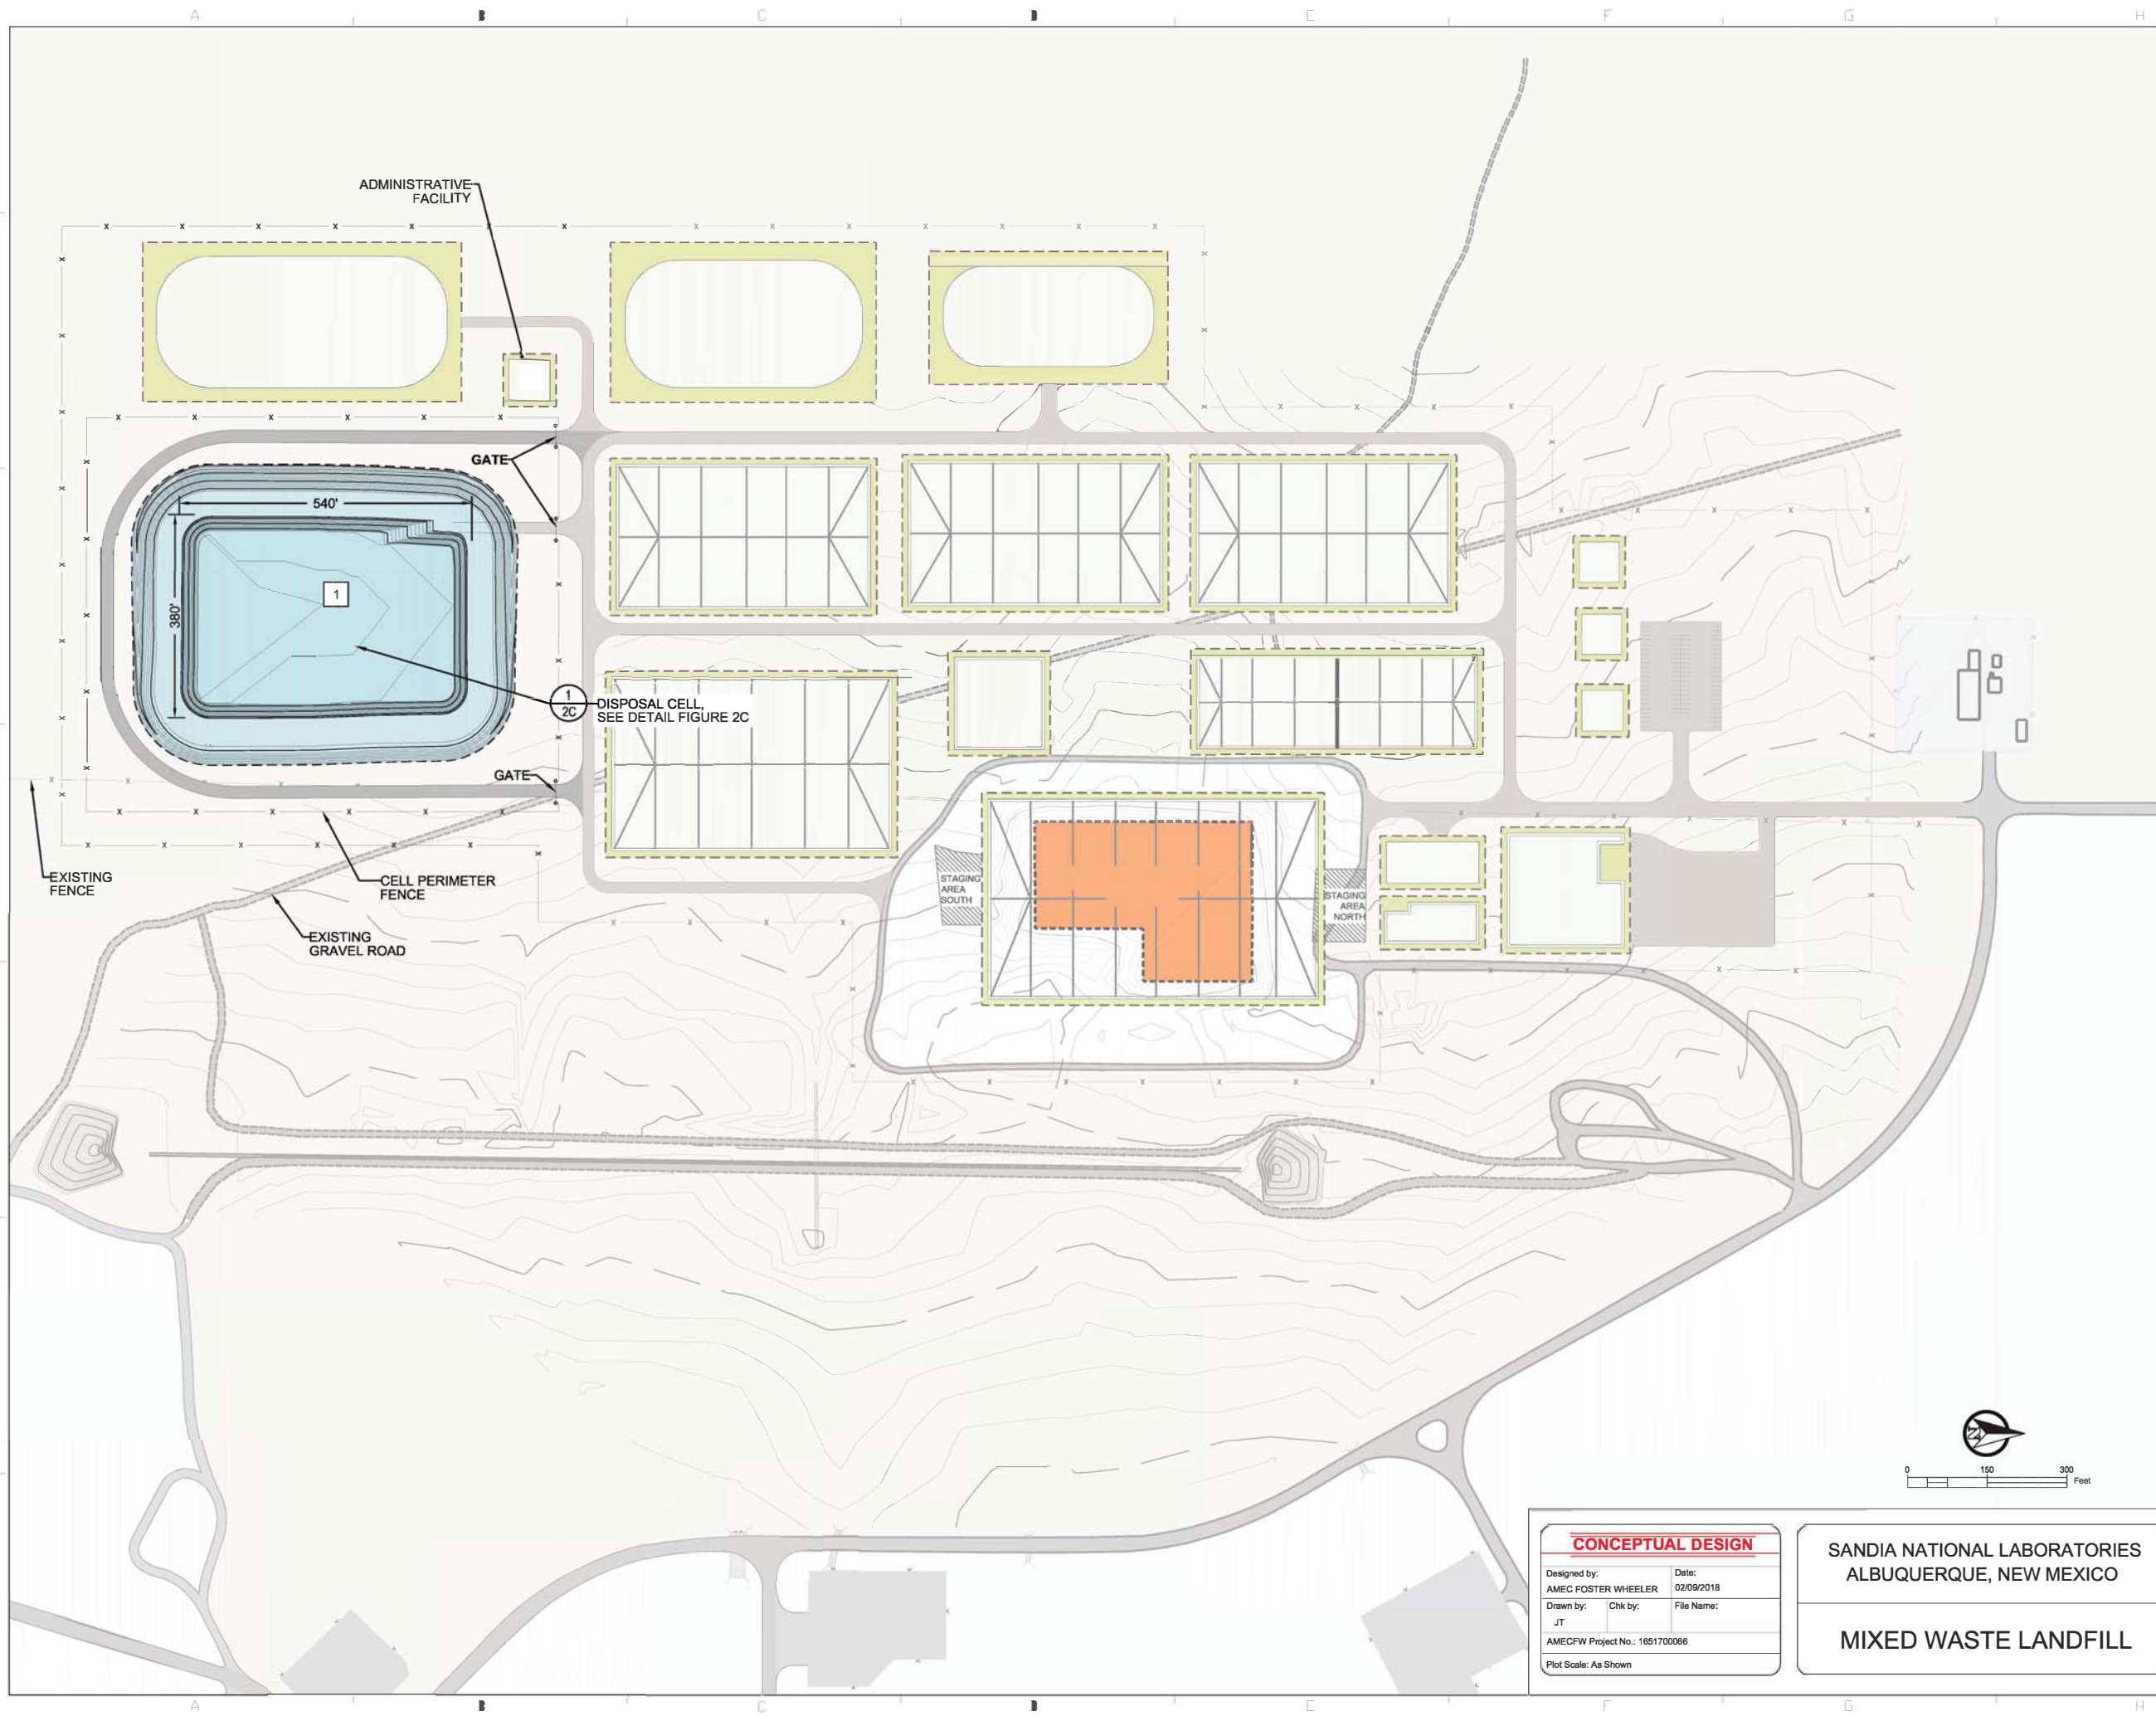 A B C D E F G H
ADMINISTRATIVE
FACILITY
GATE
540'
380'
1
1
2C
DISPOSAL CELL,
SEE DETAIL FIGURE 2C
GATE
EXISTING
FENCE
CELL PERIMETER
FENCE
EXISTING
GRAVEL ROAD
STAGING
AREA
SOUTH
STAGING
AREA
NORTH
N
0 150 300
Feet
CONCEPTUAL DESIGN
Designed by:
AMEC FOSTER WHEELER
Date:
02/09/2018
Drawn by:
JT
Chk by:
File Name:
AMECFW Project No.: 1651700066
Plot Scale: As Shown
SANDIA NATIONAL LABORATORIES
ALBUQUERQUE, NEW MEXICO
MIXED WASTE LANDFILL
A B C D E F G H